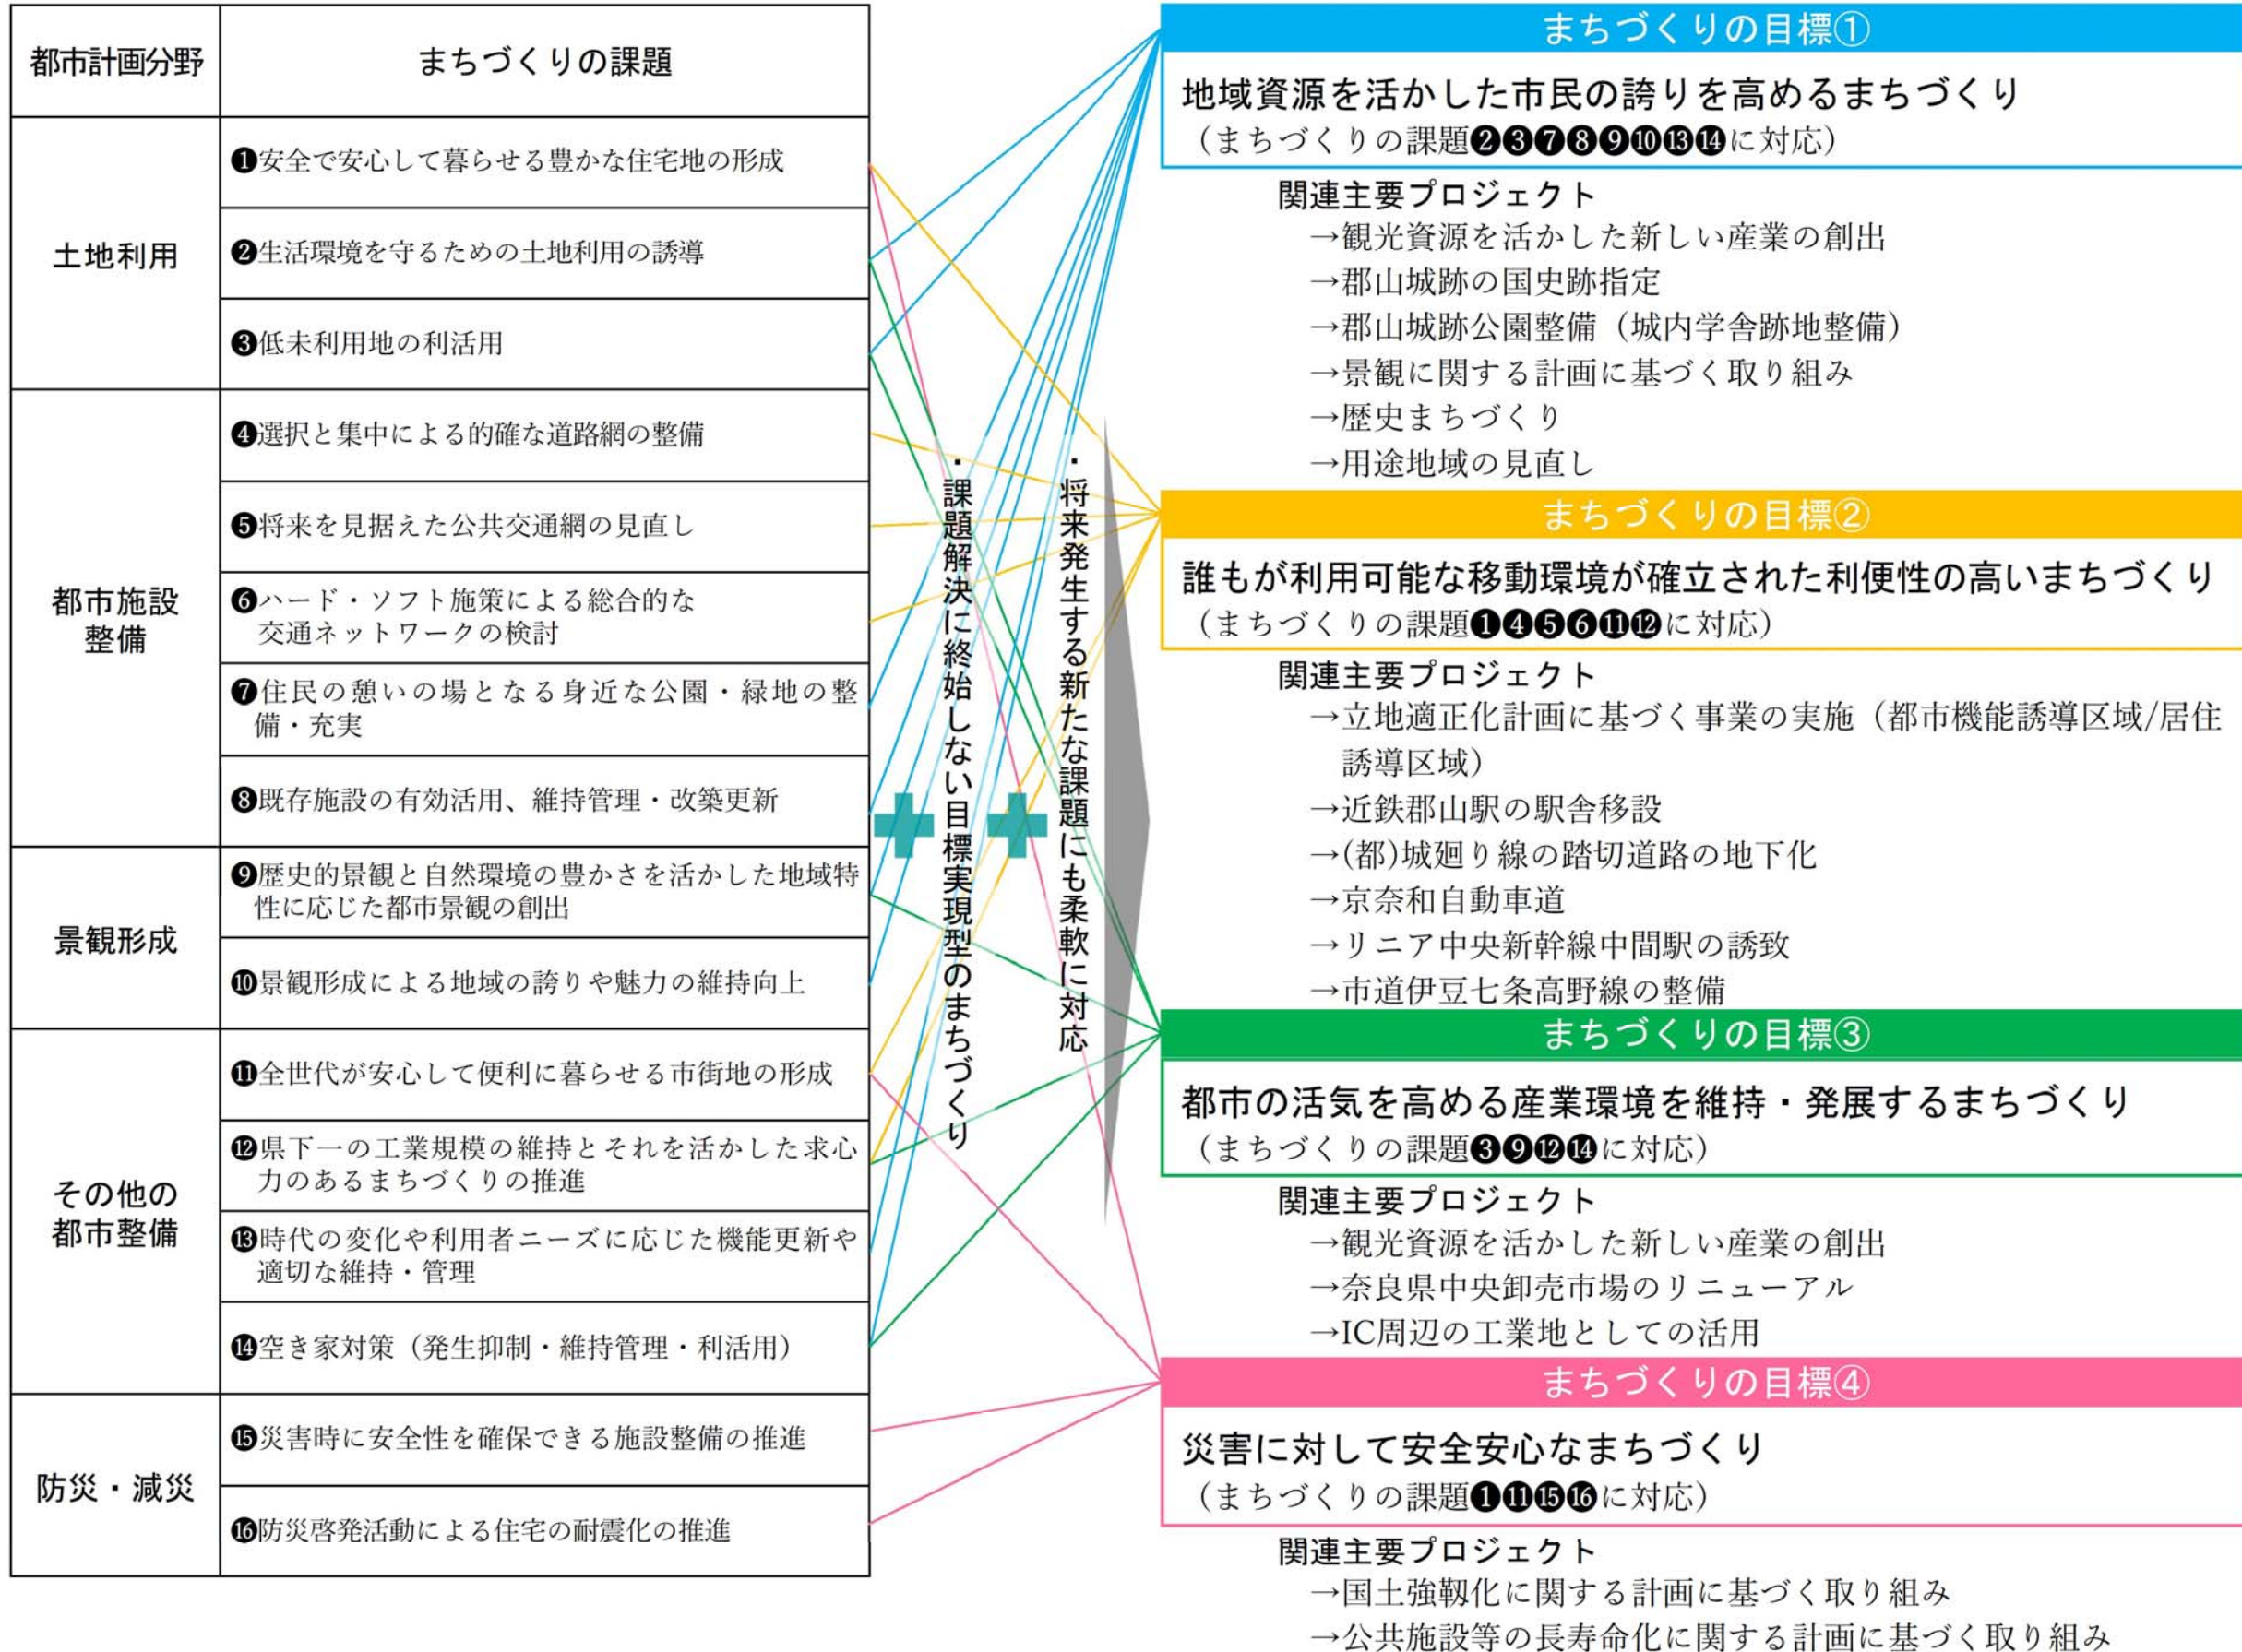 都市計画分野
まちづくりの課題
土地利用
❶安全で安心して暮らせる豊かな住宅地の形成
❷生活環境を守るための土地利用の誘導
❸低未利用地の利活用
都市施設
整備
❹選択と集中による的確な道路網の整備
❺将来を見据えた公共交通網の見直し
❻ハード・ソフト施策による総合的な
交通ネットワークの検討
❼住民の憩いの場となる身近な公園・緑地の整
備・充実
❽既存施設の有効活用、維持管理・改築更新
景観形成
❾歴史的景観と自然環境の豊かさを活かした地域特
性に応じた都市景観の創出
❿景観形成による地域の誇りや魅力の維持向上
その他の
都市整備
⓫全世代が安心して便利に暮らせる市街地の形成
⓬県下一の工業規模の維持とそれを活かした求心
力のあるまちづくりの推進
⓭時代の変化や利用者ニーズに応じた機能更新や
適切な維持・管理
⓮空き家対策（発生抑制・維持管理・利活用）
防災・減災
⓯災害時に安全性を確保できる施設整備の推進
⓰防災啓発活動による住宅の耐震化の推進
・課題解決に終始しない目標実現型のまちづくり
・将来発生する新たな課題にも柔軟に対応
まちづくりの目標①
地域資源を活かした市民の誇りを高めるまちづくり
（まちづくりの課題❷❸❼❽❾❿⓭⓮に対応）
関連主要プロジェクト
→観光資源を活かした新しい産業の創出
→郡山城跡の国史跡指定
→郡山城跡公園整備（城内学舎跡地整備）
→景観に関する計画に基づく取り組み
→歴史まちづくり
→用途地域の見直し
まちづくりの目標②
誰もが利用可能な移動環境が確立された利便性の高いまちづくり
（まちづくりの課題❶❹❺❻⓫⓬に対応）
関連主要プロジェクト
→立地適正化計画に基づく事業の実施（都市機能誘導区域/居住
誘導区域）
→近鉄郡山駅の駅舎移設
→(都)城廻り線の踏切道路の地下化
→京奈和自動車道
→リニア中央新幹線中間駅の誘致
→市道伊豆七条高野線の整備
まちづくりの目標③
都市の活気を高める産業環境を維持・発展するまちづくり
（まちづくりの課題❸❾⓬⓮に対応）
関連主要プロジェクト
→観光資源を活かした新しい産業の創出
→奈良県中央卸売市場のリニューアル
→IC周辺の工業地としての活用
まちづくりの目標④
災害に対して安全安心なまちづくり
（まちづくりの課題❶⓫⓯⓰に対応）
関連主要プロジェクト
→国土強靱化に関する計画に基づく取り組み
→公共施設等の長寿命化に関する計画に基づく取り組み